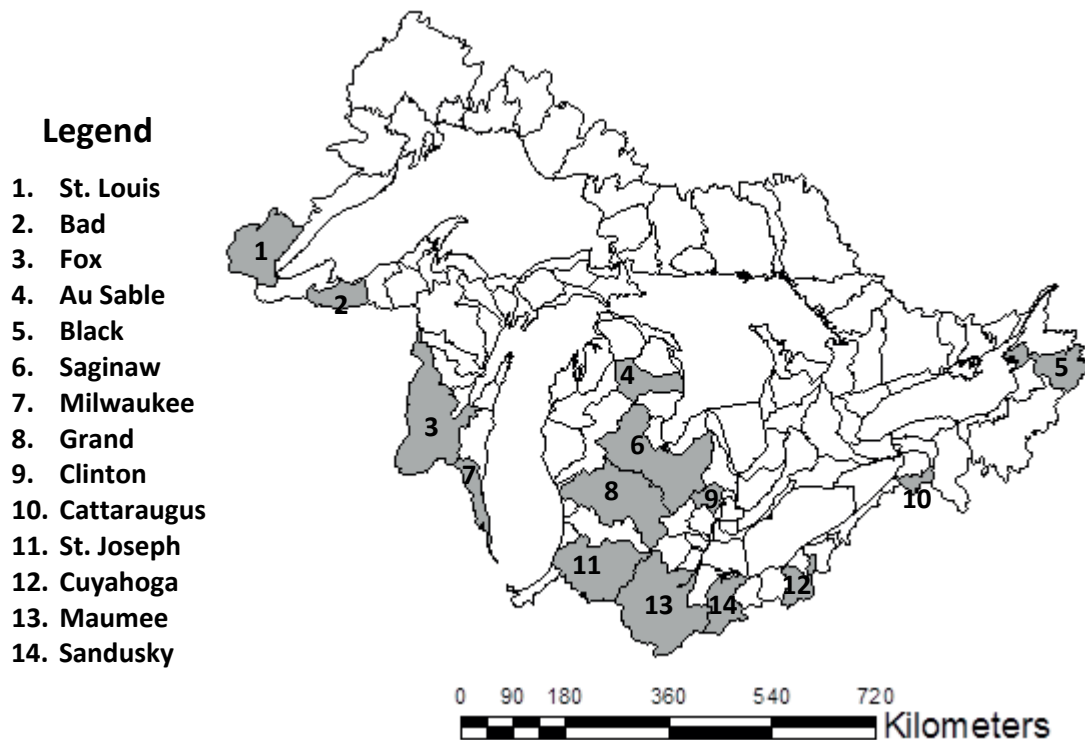 Legend
1. St. Louis
2. Bad
3. Fox
4. Au Sable
5. Black
6. Saginaw
7. Milwaukee
8. Grand
9. Clinton
10. Cattaraugus
11. St. Joseph
12. Cuyahoga
13. Maumee
14. Sandusky
1
2
3
4
5
6
7
8
9
10
11
12
13
14
0 90 180 360 540 720
Kilometers